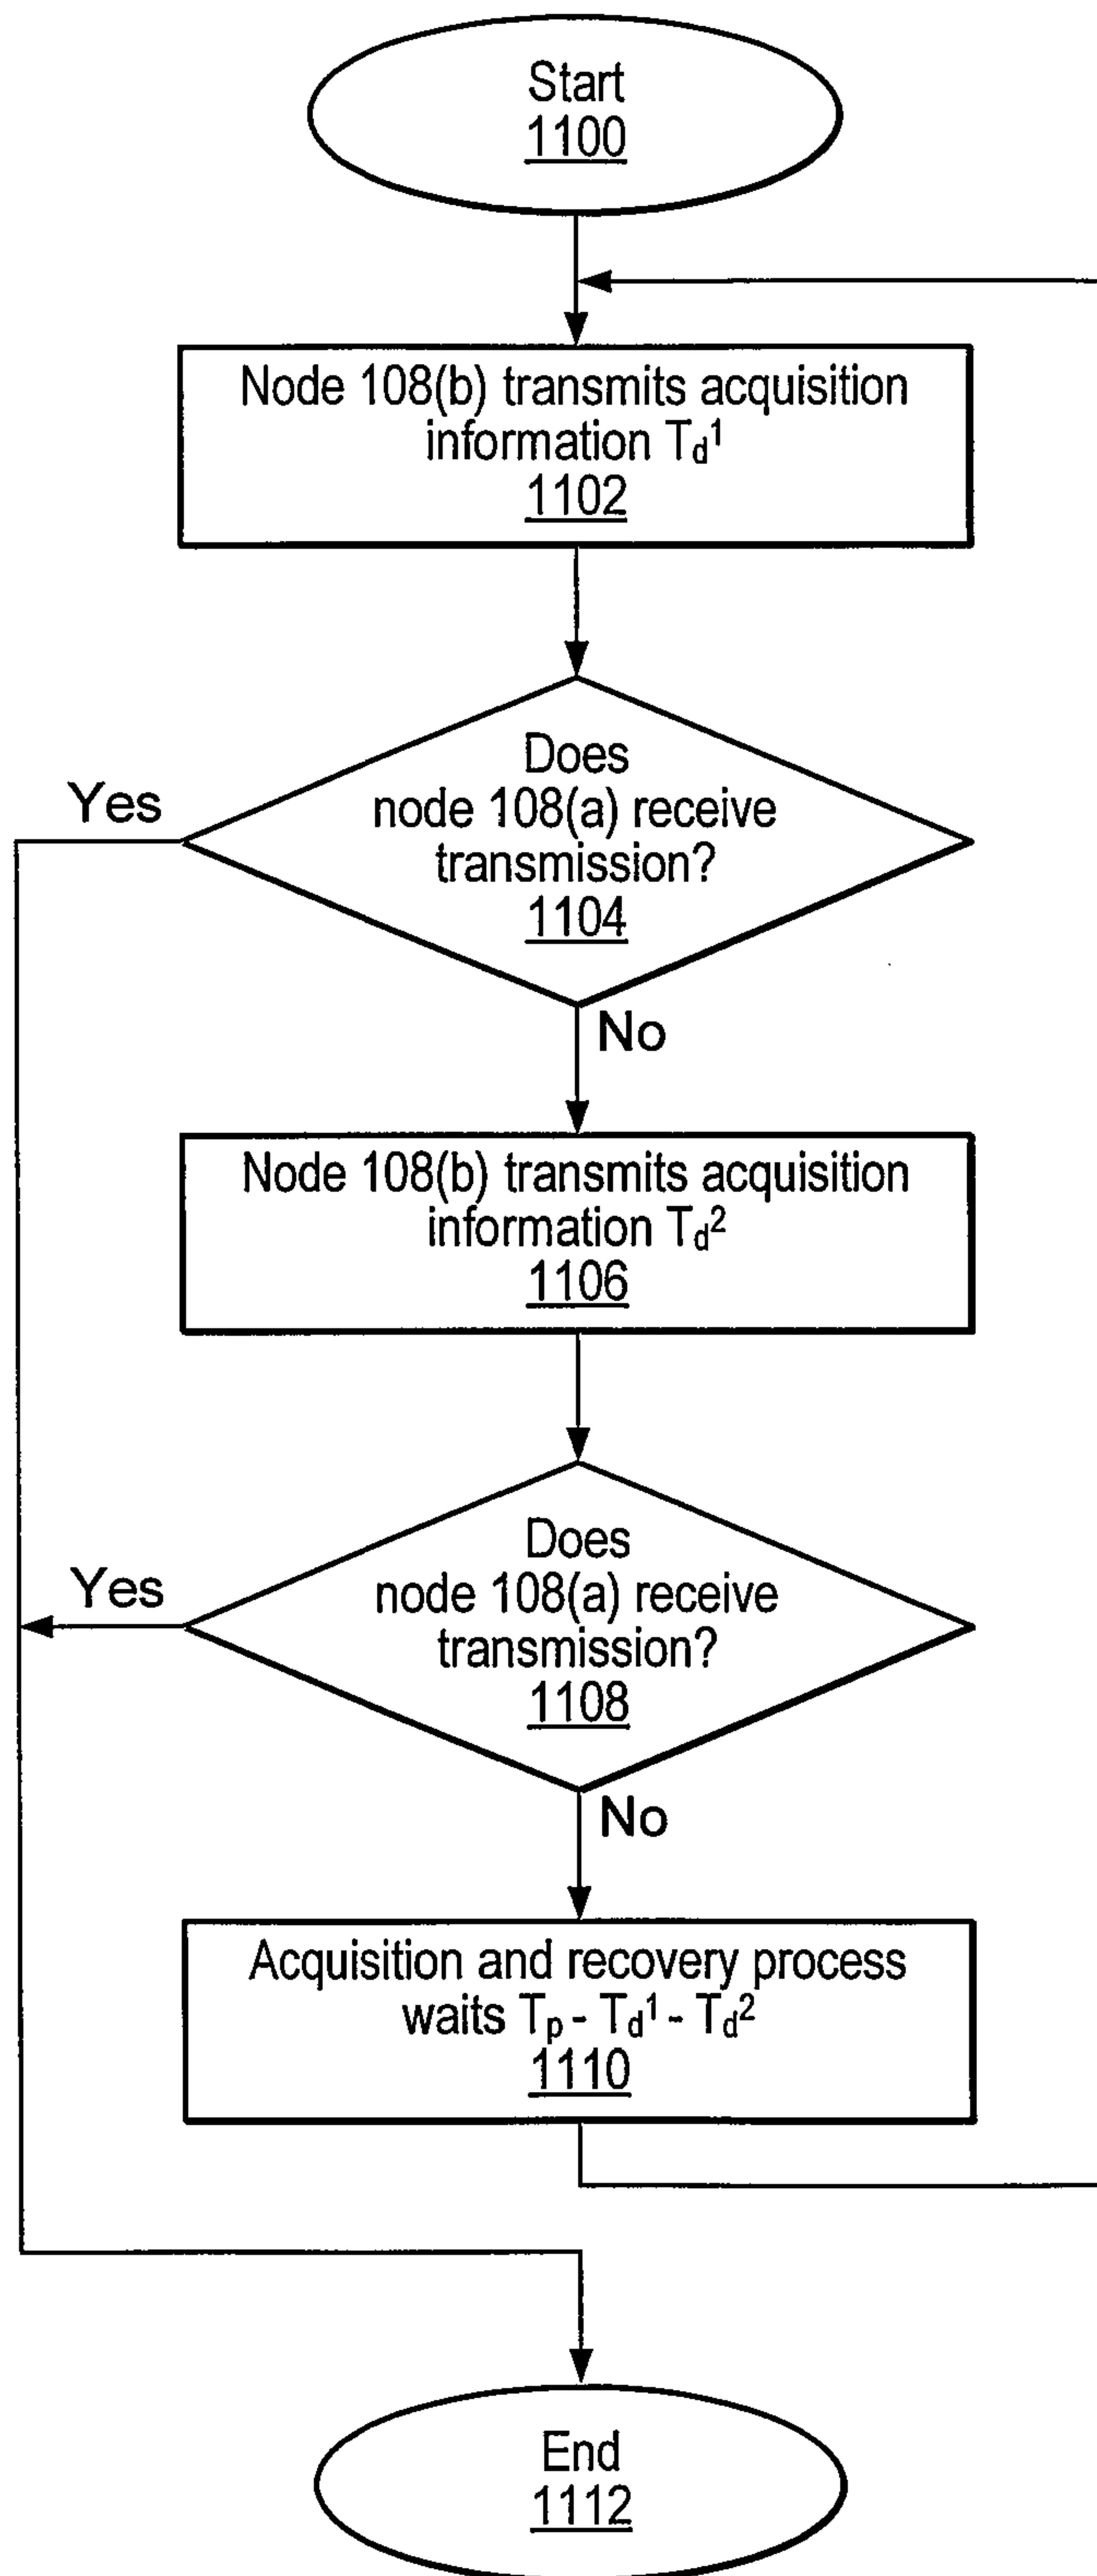 Start
1100
Node 108(b) transmits acquisition
information Td¹
1102
Does
node 108(a) receive
transmission?
1104
Yes
No
Node 108(b) transmits acquisition
information Td²
1106
Does
node 108(a) receive
transmission?
1108
Yes
No
Acquisition and recovery process
waits Tp - Td¹ - Td²
1110
End
1112